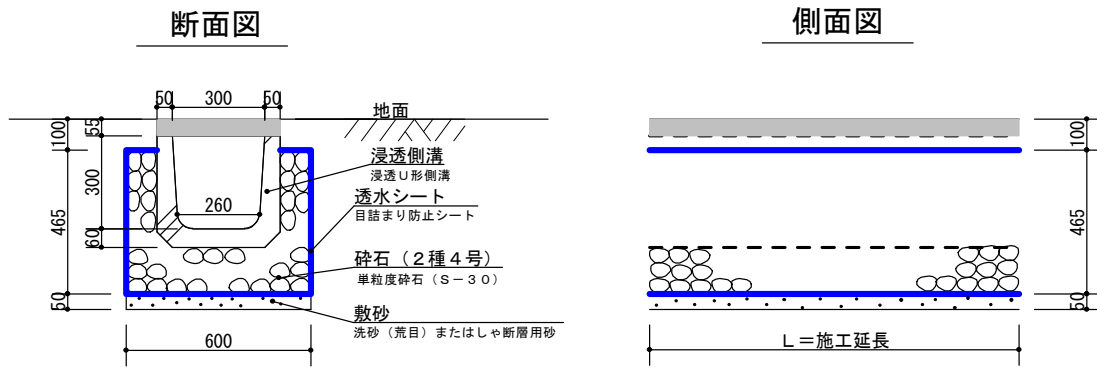 断面図
50 300 50
地面
100
55
300
465
60
50
260
浸透側溝
浸透U形側溝
透水シート
目詰まり防止シート
砕石（２種４号）
単粒度砕石（Ｓ－３０）
敷砂
洗砂（荒目）またはしゃ断層用砂
600
側面図
100
465
50
Ｌ＝施工延長